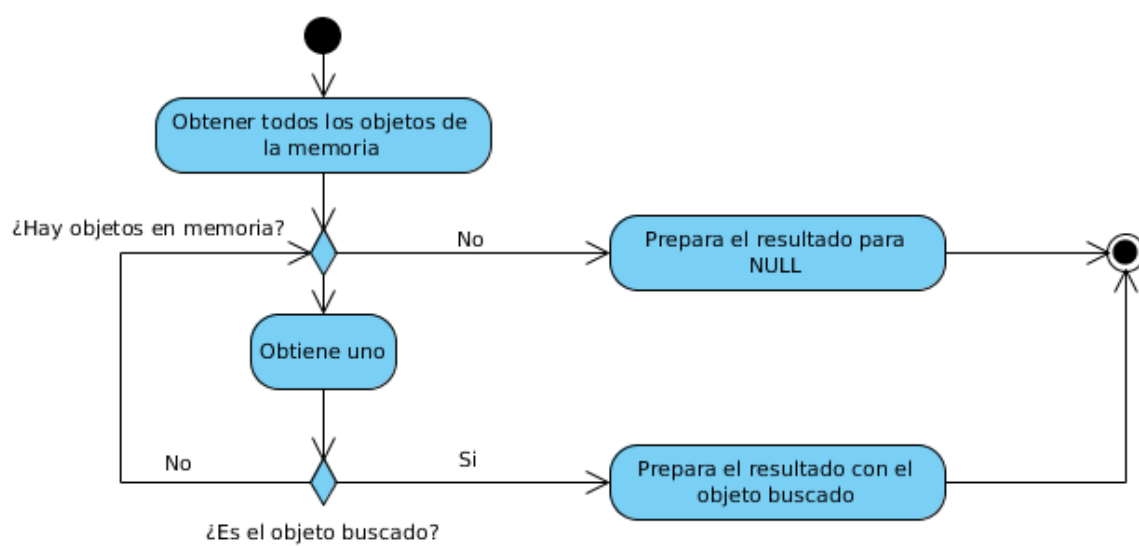 Obtener todos los objetos de
la memoria
¿Hay objetos en memoria?
No
Prepara el resultado para
NULL
Obtiene uno
No
Si
Prepara el resultado con el
objeto buscado
¿Es el objeto buscado?